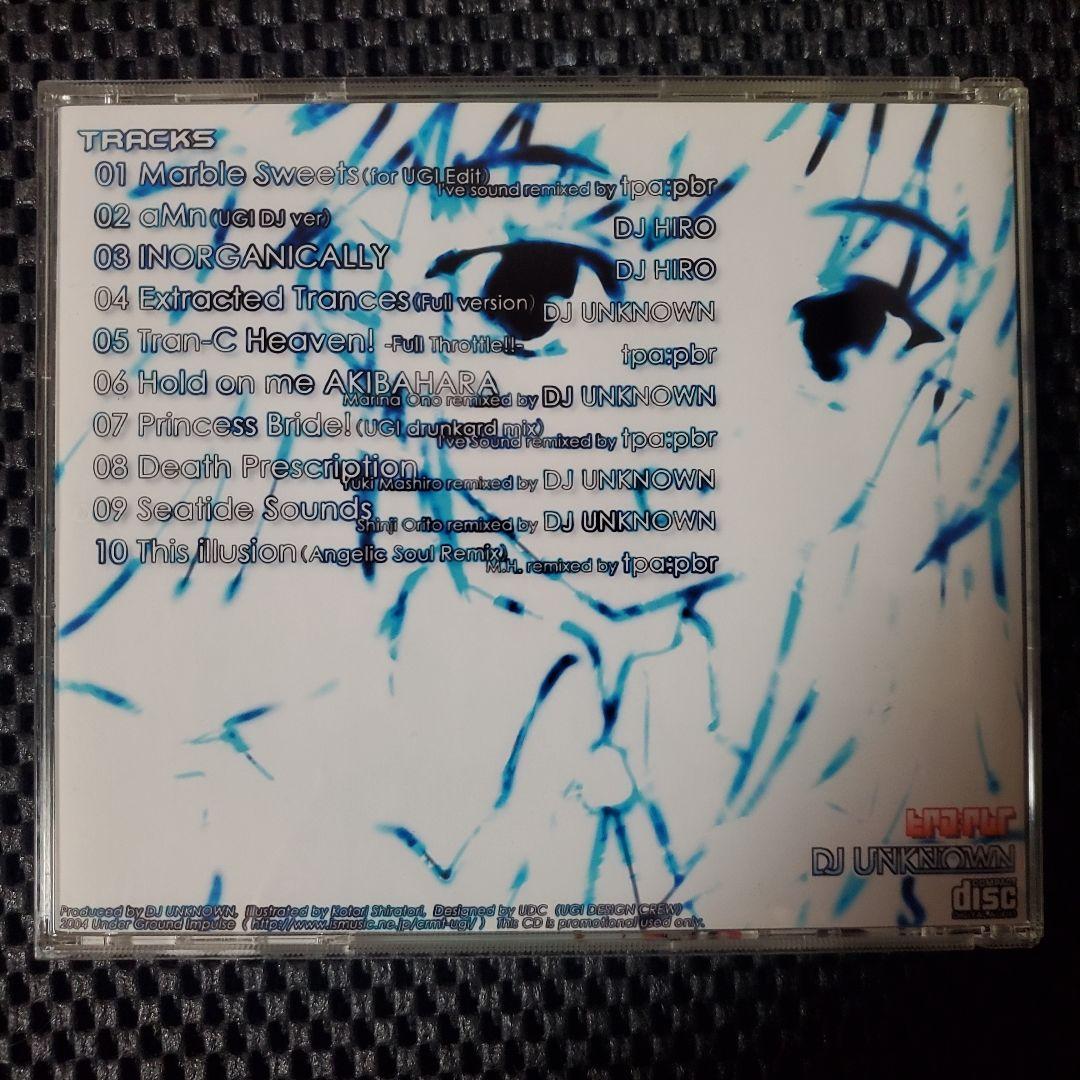 TRACKS
01 Marble Sweets (for UGI Edit) I've sound remixed by tpa:pbr
02 aMn (UGI DJ ver) DJ HIRO
03 INORGANICALLY DJ HIRO
04 Extracted Trances (Full version) DJ UNKNOWN
05 Tran-C Heaven! -Full Throttle!!- tpa:pbr
06 Hold on me AKIBAHARA Marina Ono remixed by DJ UNKNOWN
07 Princess Bride! (UGI drunkard mix) I've Sound remixed by tpa:pbr
08 Death Prescription Yuki Mashiro remixed by DJ UNKNOWN
09 Seatide Sounds Shinji Orito remixed by DJ UNKNOWN
10 This illusion (Angelic Soul Remix) M.H. remixed by tpa:pbr
tpa:pbr
DJ UNKNOWN
COMPACT
disc
DIGITAL AUDIO
Produced by DJ UNKNOWN, Illustrated by Kotori Shiratori, Designed by UDC (UGI DESIGN CREW)
2004 Under Ground Impulse ( This CD is promotional used only.